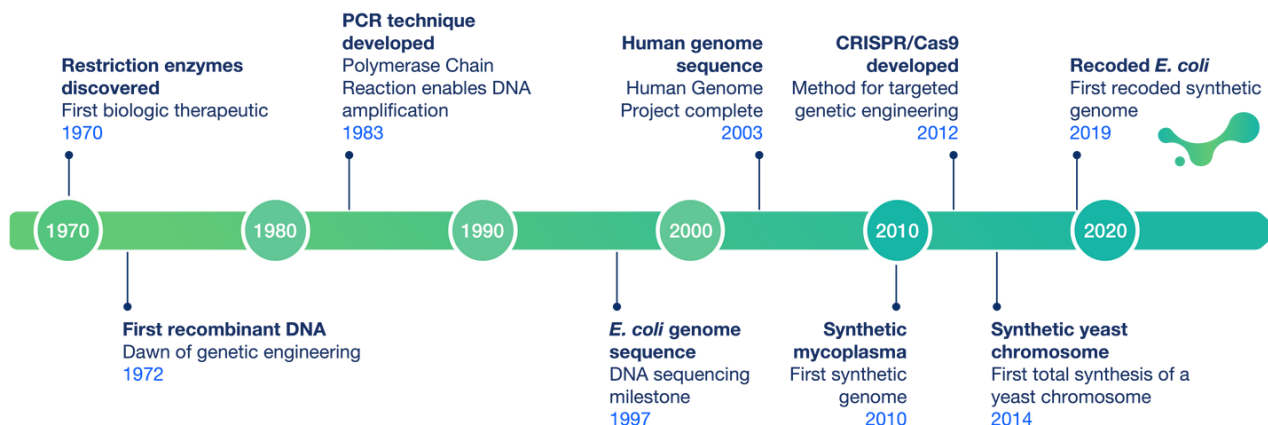 Restriction enzymes
discovered
First biologic therapeutic
1970
PCR technique
developed
Polymerase Chain
Reaction enables DNA
amplification
1983
Human genome
sequence
Human Genome
Project complete
2003
CRISPR/Cas9
developed
Method for targeted
genetic engineering
2012
Recoded E. coli
First recoded synthetic
genome
2019
1970
1980
1990
2000
2010
2020
First recombinant DNA
Dawn of genetic engineering
1972
E. coli genome
sequence
DNA sequencing
milestone
1997
Synthetic
mycoplasma
First synthetic
genome
2010
Synthetic yeast
chromosome
First total synthesis of a
yeast chromosome
2014